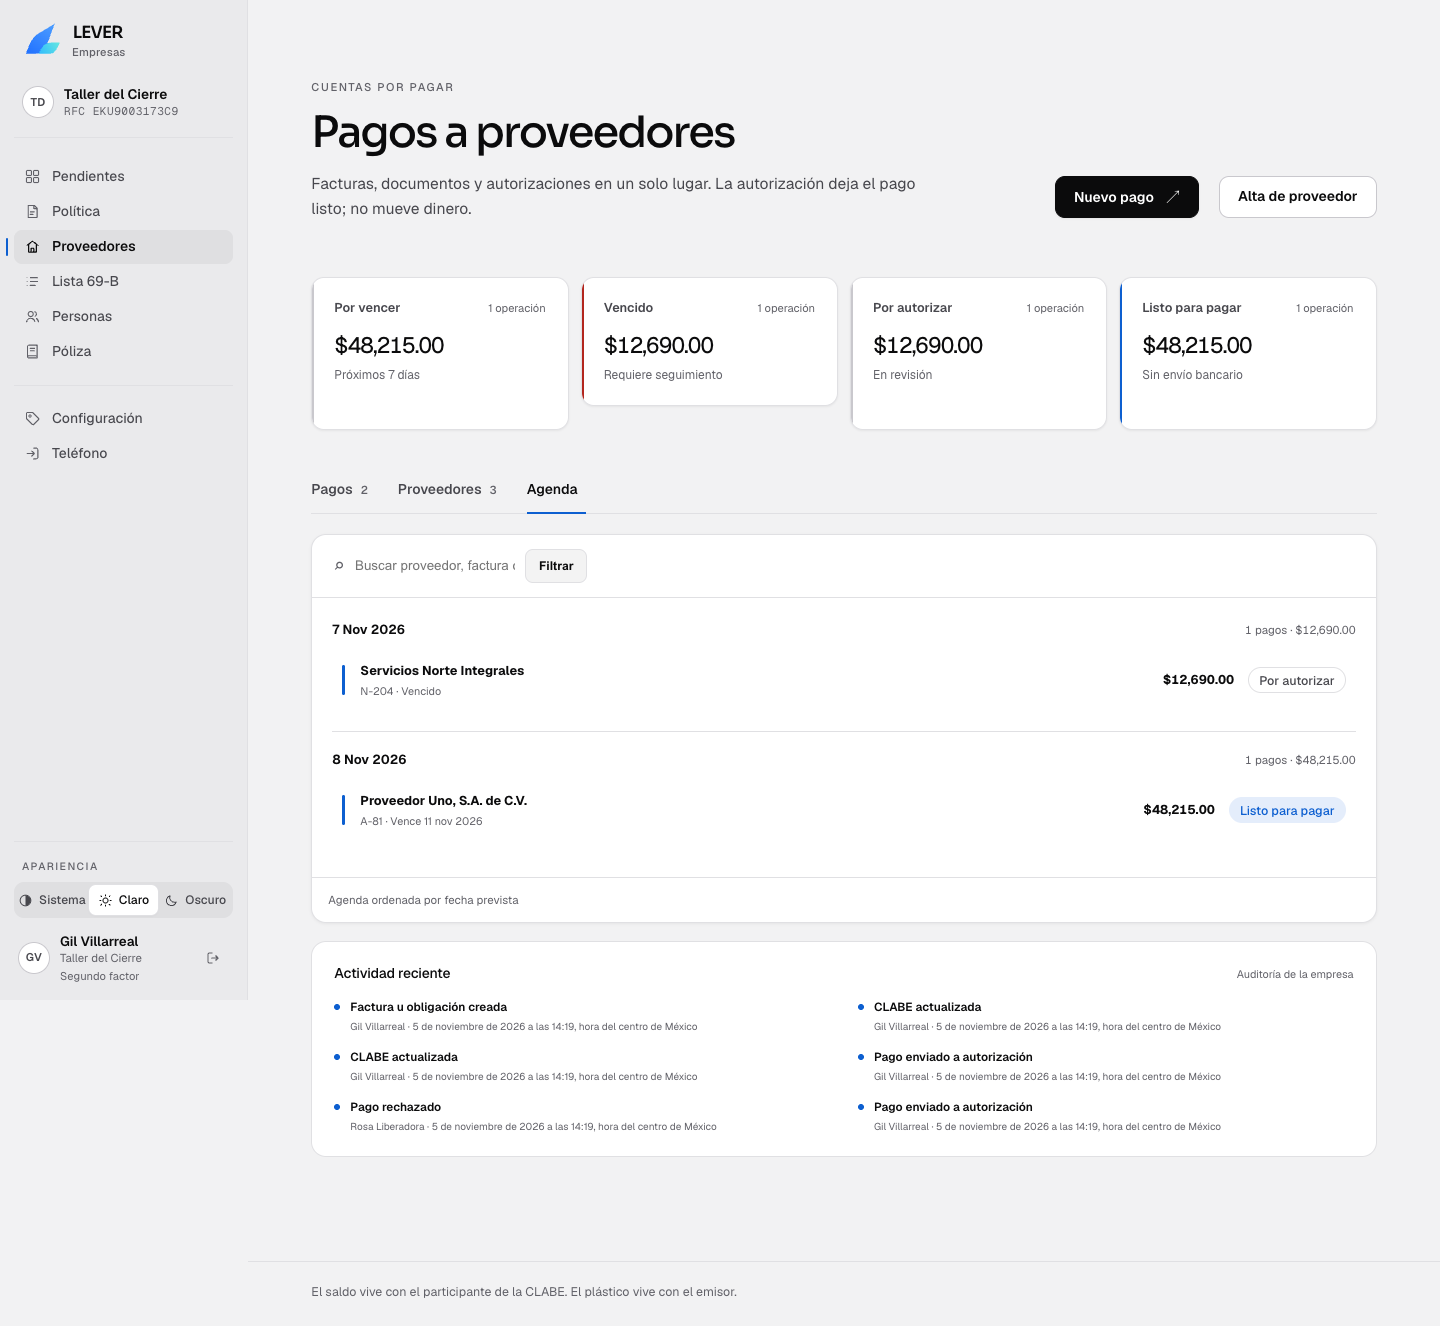 LEVER
Empresas
TD
Taller del Cierre
RFC EKU9003173C9
Pendientes
Política
Proveedores
Lista 69-B
Personas
Póliza
Configuración
Teléfono
APARIENCIA
Sistema
Claro
Oscuro
GV
Gil Villarreal
Taller del Cierre
Segundo factor
CUENTAS POR PAGAR
Pagos a proveedores
Facturas, documentos y autorizaciones en un solo lugar. La autorización deja el pago
listo; no mueve dinero.
Nuevo pago
Alta de proveedor
Por vencer 1 operación
$48,215.00
Próximos 7 días
Vencido 1 operación
$12,690.00
Requiere seguimiento
Por autorizar 1 operación
$12,690.00
En revisión
Listo para pagar 1 operación
$48,215.00
Sin envío bancario
Pagos 2 Proveedores 3 Agenda
Buscar proveedor, factura Filtrar
7 Nov 2026 1 pagos · $12,690.00
Servicios Norte Integrales
N-204 · Vencido
$12,690.00 Por autorizar
8 Nov 2026 1 pagos · $48,215.00
Proveedor Uno, S.A. de C.V.
A-81 · Vence 11 nov 2026
$48,215.00 Listo para pagar
Agenda ordenada por fecha prevista
Actividad reciente Auditoría de la empresa
Factura u obligación creada
Gil Villarreal · 5 de noviembre de 2026 a las 14:19, hora del centro de México
CLABE actualizada
Gil Villarreal · 5 de noviembre de 2026 a las 14:19, hora del centro de México
CLABE actualizada
Gil Villarreal · 5 de noviembre de 2026 a las 14:19, hora del centro de México
Pago enviado a autorización
Gil Villarreal · 5 de noviembre de 2026 a las 14:19, hora del centro de México
Pago rechazado
Rosa Liberadora · 5 de noviembre de 2026 a las 14:19, hora del centro de México
Pago enviado a autorización
Gil Villarreal · 5 de noviembre de 2026 a las 14:19, hora del centro de México
El saldo vive con el participante de la CLABE. El plástico vive con el emisor.